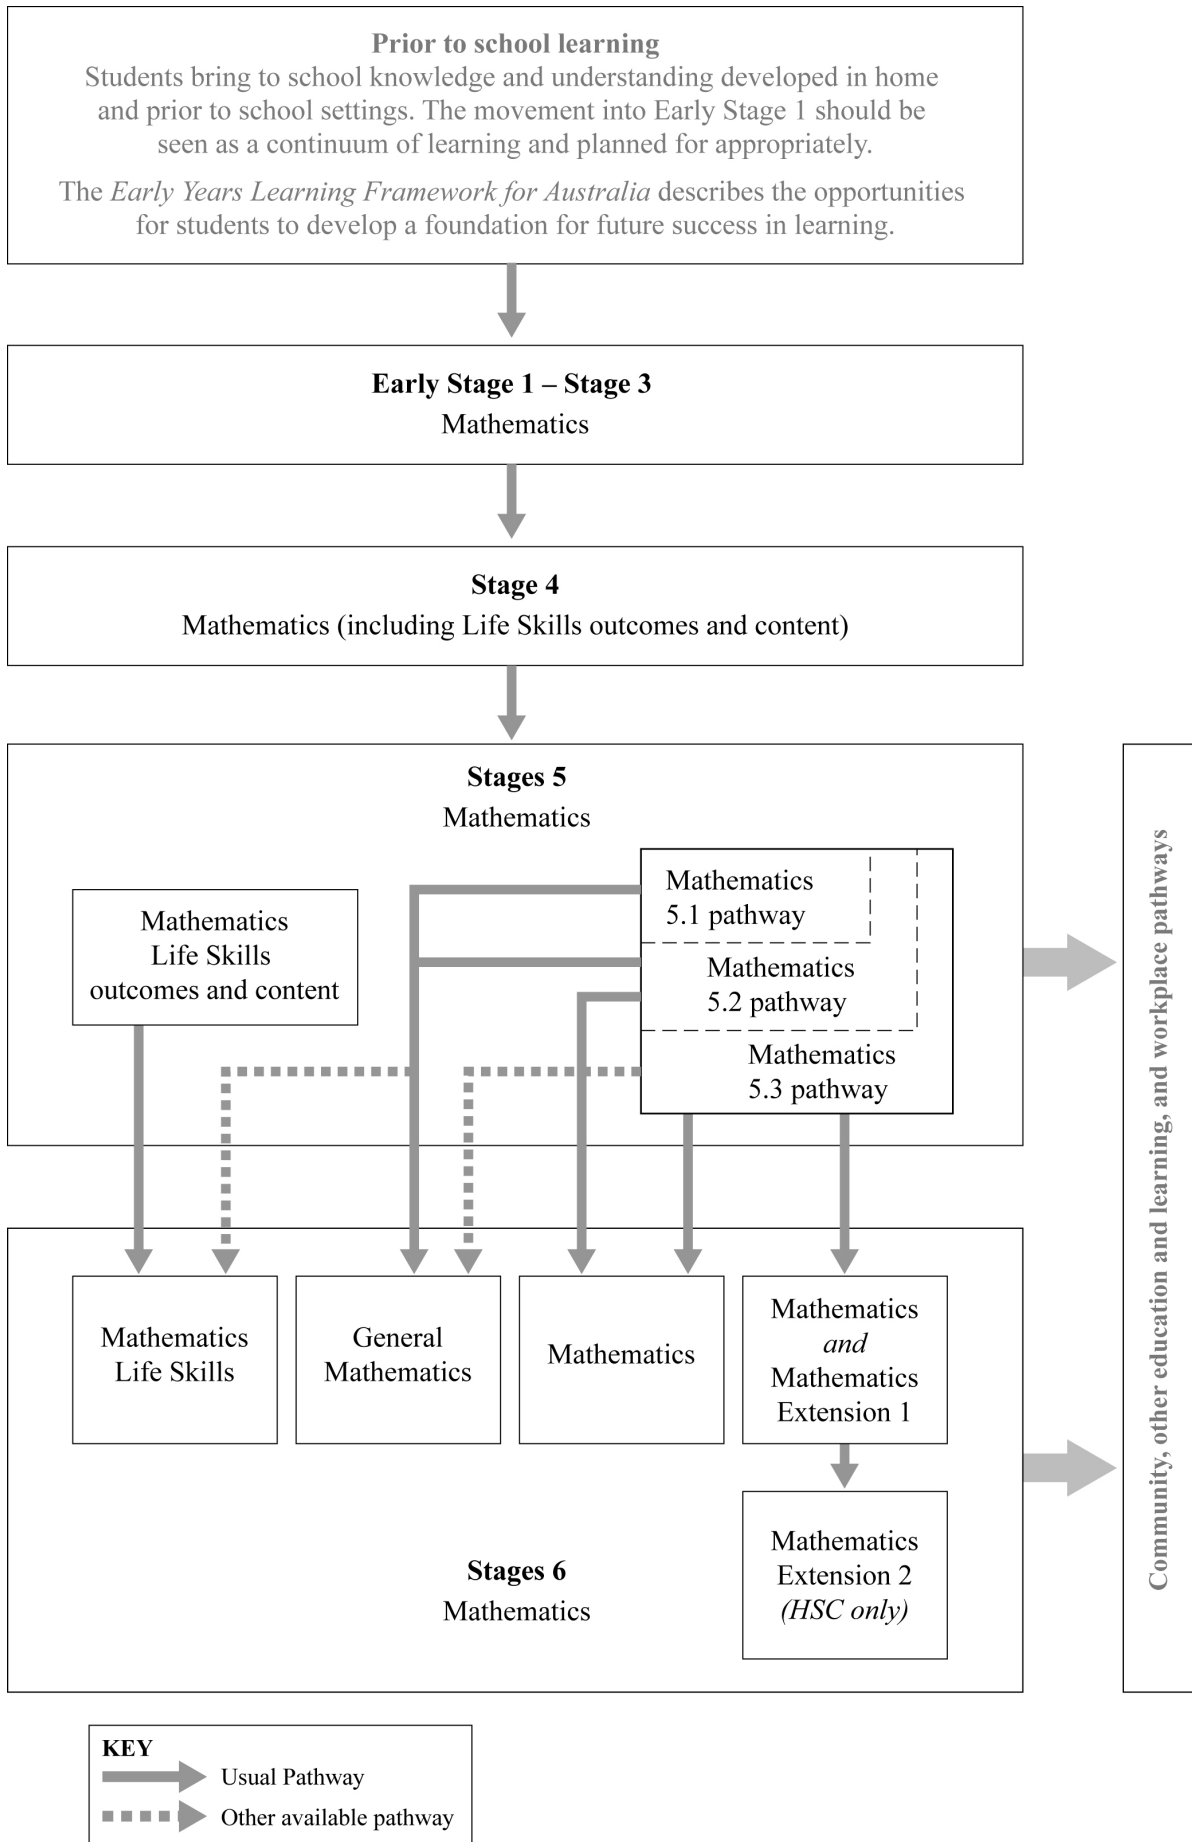 Prior to school learning
Students bring to school knowledge and understanding developed in home
and prior to school settings. The movement into Early Stage 1 should be
seen as a continuum of learning and planned for appropriately.
The Early Years Learning Framework for Australia describes the opportunities
for students to develop a foundation for future success in learning.
Early Stage 1 – Stage 3
Mathematics
Stage 4
Mathematics (including Life Skills outcomes and content)
Stages 5
Mathematics
Mathematics
Life Skills
outcomes and content
Mathematics
5.1 pathway
Mathematics
5.2 pathway
Mathematics
5.3 pathway
Mathematics
Life Skills
General
Mathematics
Mathematics
Mathematics
and
Mathematics
Extension 1
Mathematics
Extension 2
(HSC only)
Stages 6
Mathematics
Community, other education and learning, and workplace pathways
KEY
Usual Pathway
Other available pathway